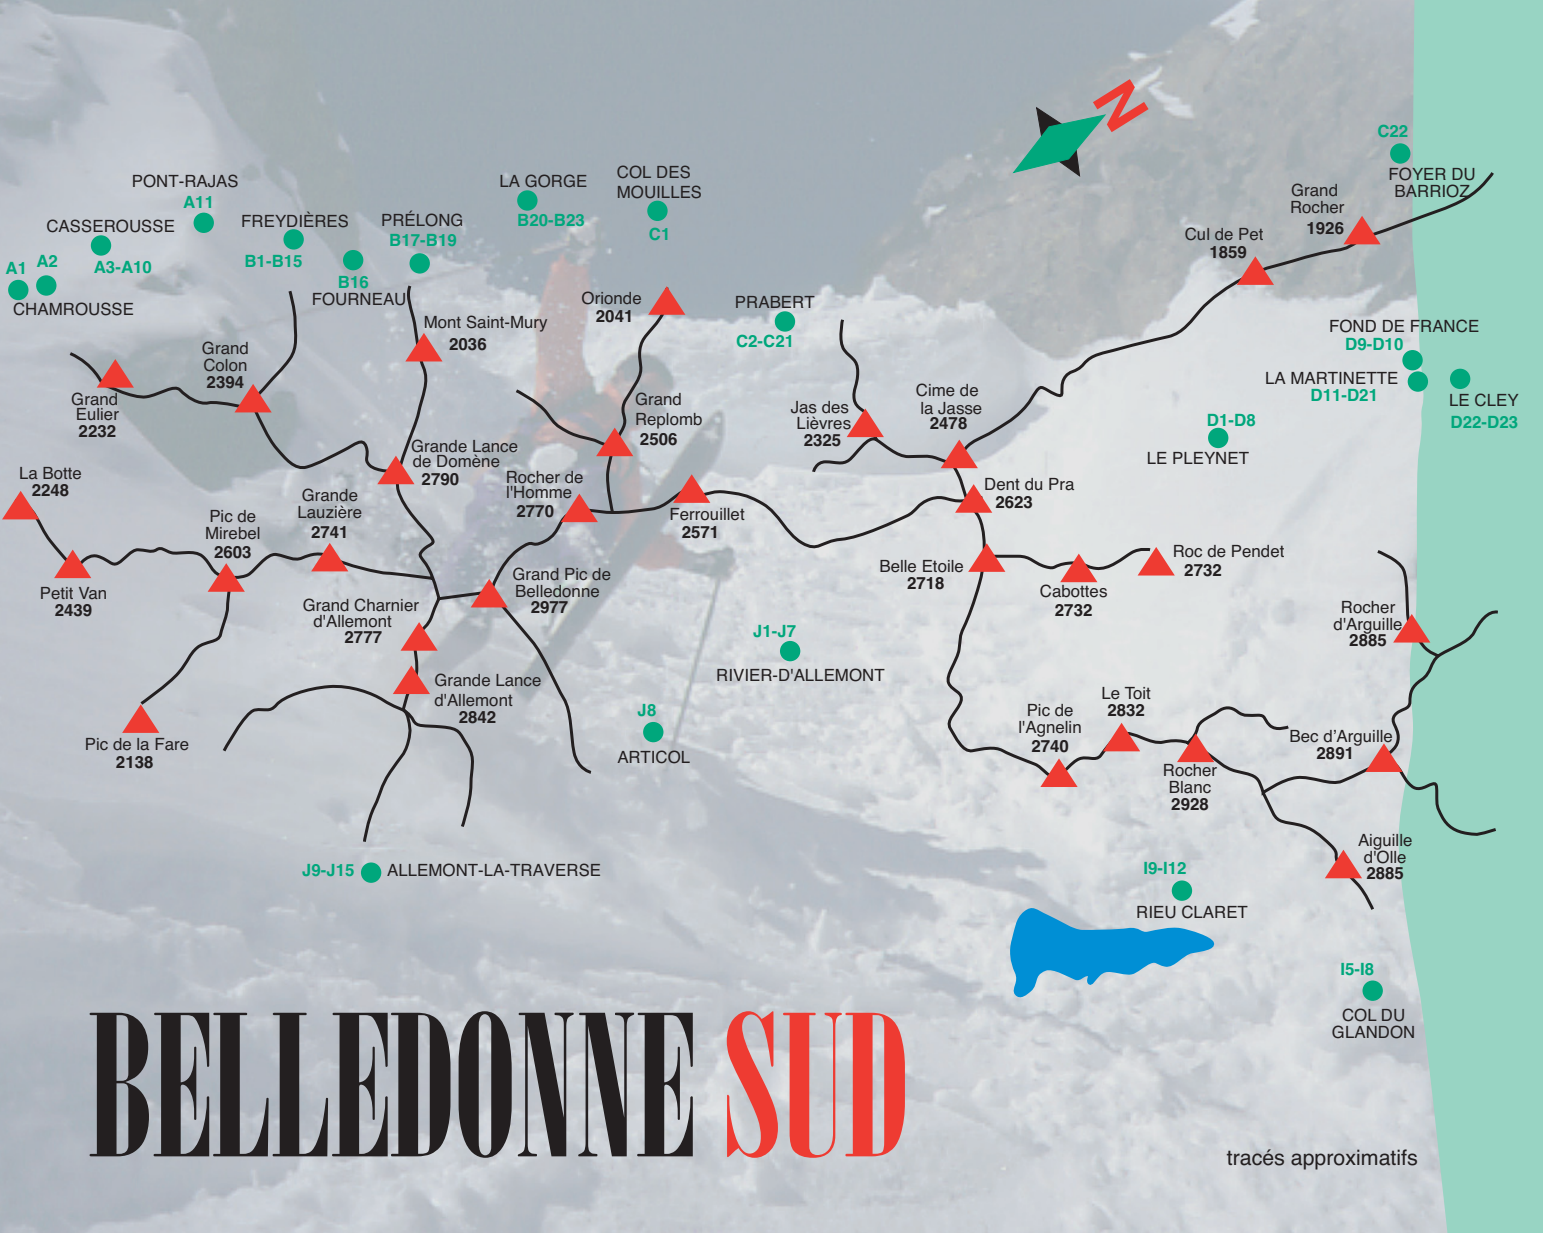 N
C22
FOYER DU
BARRIOZ
Grand
Rocher
1926
Cul de Pet
1859
PONT-RAJAS
A11
CASSEROUSSE
A3-A10
A1
A2
CHAMROUSSE
FREYDIÈRES
B1-B15
B16
FOURNEAU
PRÉLONG
B17-B19
LA GORGE
B20-B23
COL DES
MOUILLES
C1
Orionde
2041
PRABERT
C2-C21
Mont Saint-Mury
2036
Grand
Colon
2394
Grand
Eulier
2232
FOND DE FRANCE
D9-D10
LA MARTINETTE
D11-D21
LE CLEY
D22-D23
D1-D8
LE PLEYNET
Cime de
la Jasse
2478
Jas des
Lièvres
2325
Grand
Replomb
2506
Grande Lance
de Domène
2790
Rocher de
l'Homme
2770
Ferrouillet
2571
Dent du Pra
2623
La Botte
2248
Grande
Lauzière
2741
Pic de
Mirebel
2603
Petit Van
2439
Grand Charnier
d'Allemont
2777
Grand Pic de
Belledonne
2977
Belle Etoile
2718
Cabottes
2732
Roc de Pendet
2732
Rocher
d'Arguille
2885
J1-J7
RIVIER-D'ALLEMONT
Grande Lance
d'Allemont
2842
J8
ARTICOL
Pic de la Fare
2138
Pic de
l'Agnelin
2740
Le Toit
2832
Rocher
Blanc
2928
Bec d'Arguille
2891
Aiguille
d'Olle
2885
J9-J15
ALLEMONT-LA-TRAVERSE
I9-I12
RIEU CLARET
I5-I8
COL DU
GLANDON
BELLEDONNE SUD
tracés approximatifs